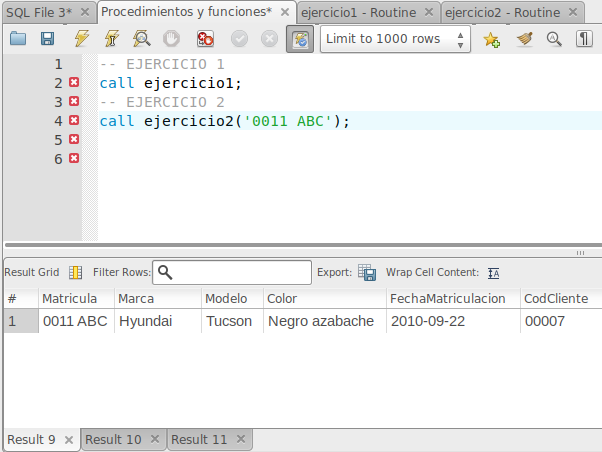 SQL File 3* Procedimientos y funciones* ejercicio1 - Routine ejercicio2 - Routine
Limit to 1000 rows
1 -- EJERCICIO 1
2 call ejercicio1;
3 -- EJERCICIO 2
4 call ejercicio2('0011 ABC');
5
6
Result Grid Filter Rows: Export: Wrap Cell Content: IA
# Matricula Marca Modelo Color FechaMatriculacion CodCliente
1 0011 ABC Hyundai Tucson Negro azabache 2010-09-22 00007
Result 9 Result 10 Result 11